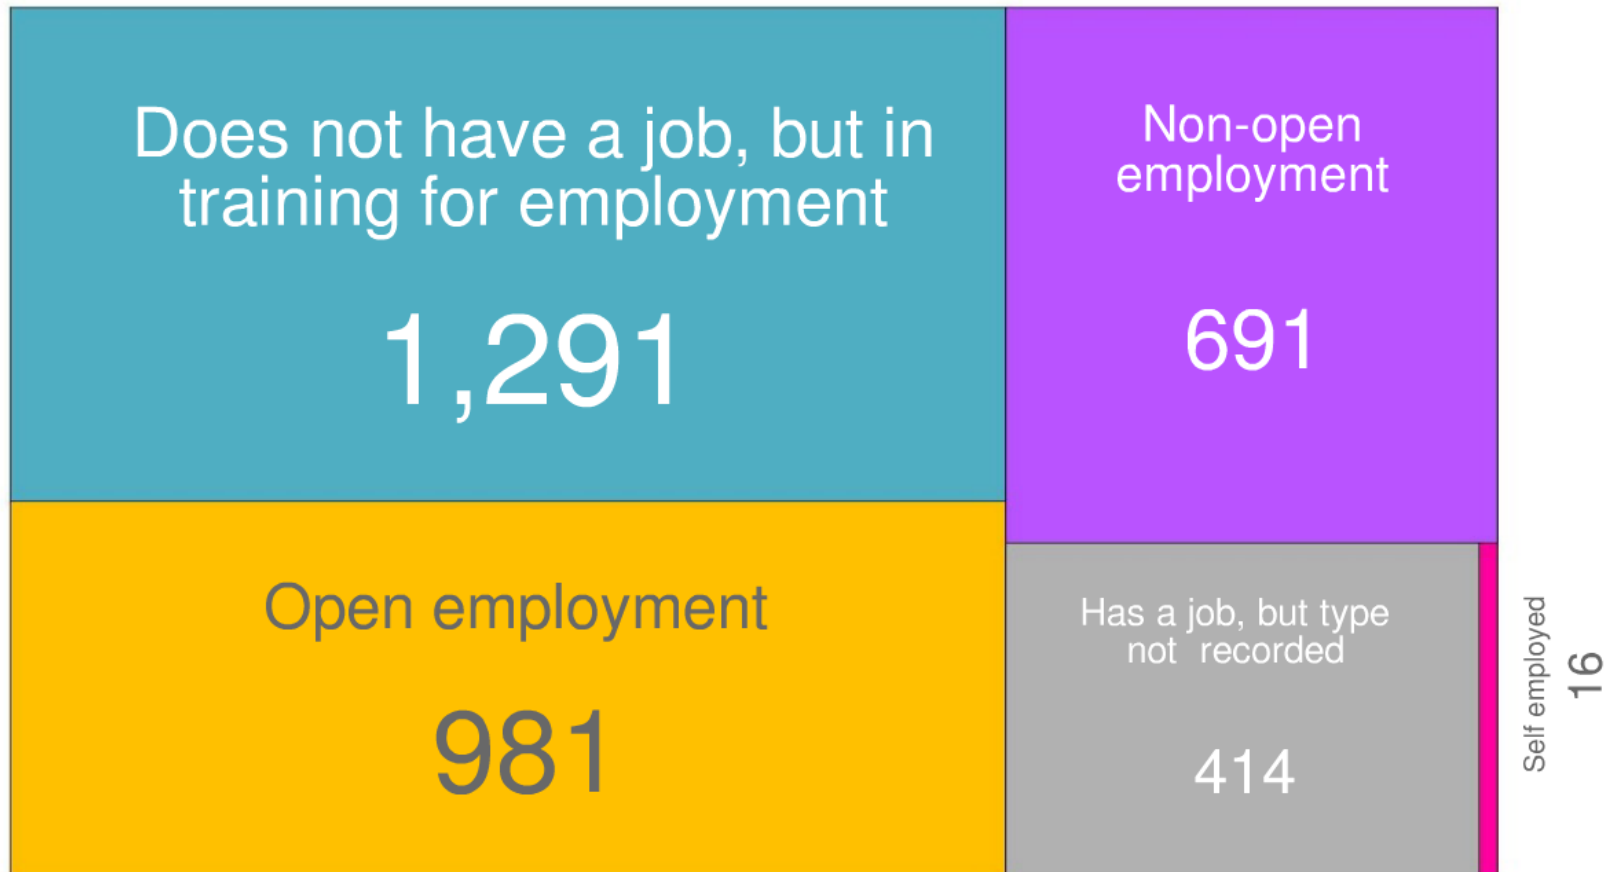 Does not have a job, but in
training for employment
1,291
Non-open
employment
691
Open employment
981
Has a job, but type
not recorded
414
Self employed
16